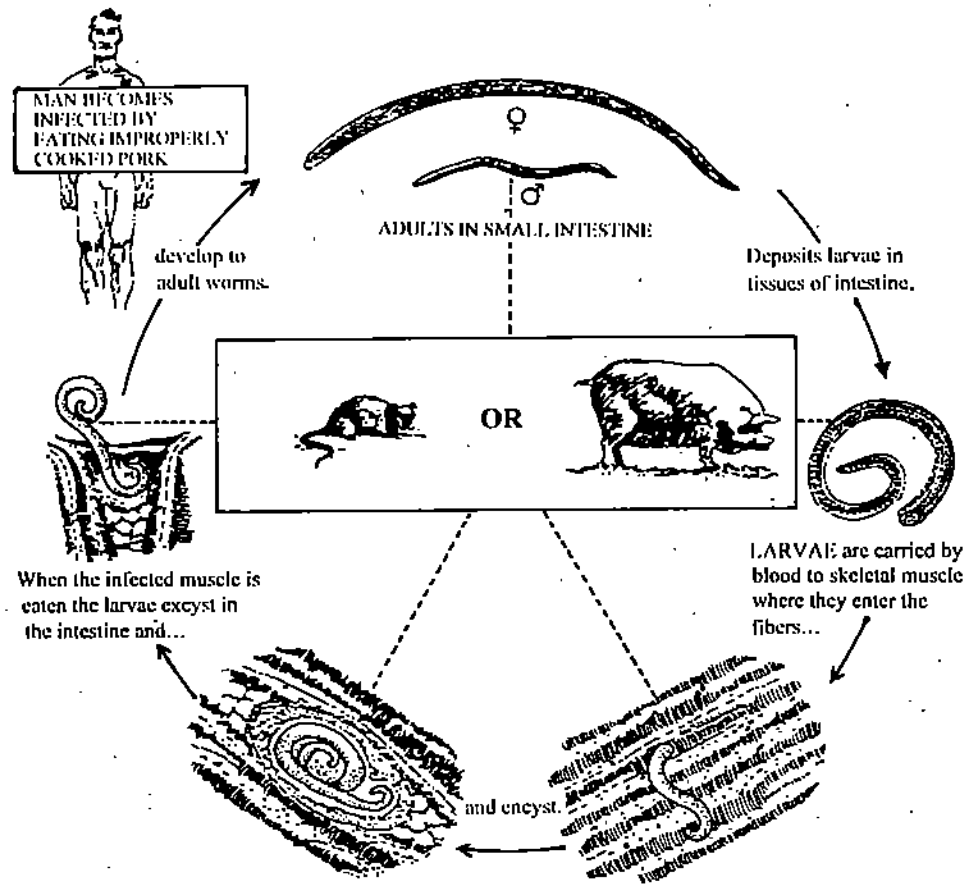 MAN BECOMES
INFECTED BY
EATING IMPROPERLY
COOKED PORK
♀
♂
ADULTS IN SMALL INTESTINE
develop to
adult worms.
Deposits larvae in
tissues of intestine.
OR
LARVAE are carried by
blood to skeletal muscle
where they enter the
fibers...
When the infected muscle is
eaten the larvae excyst in
the intestine and...
and encyst.